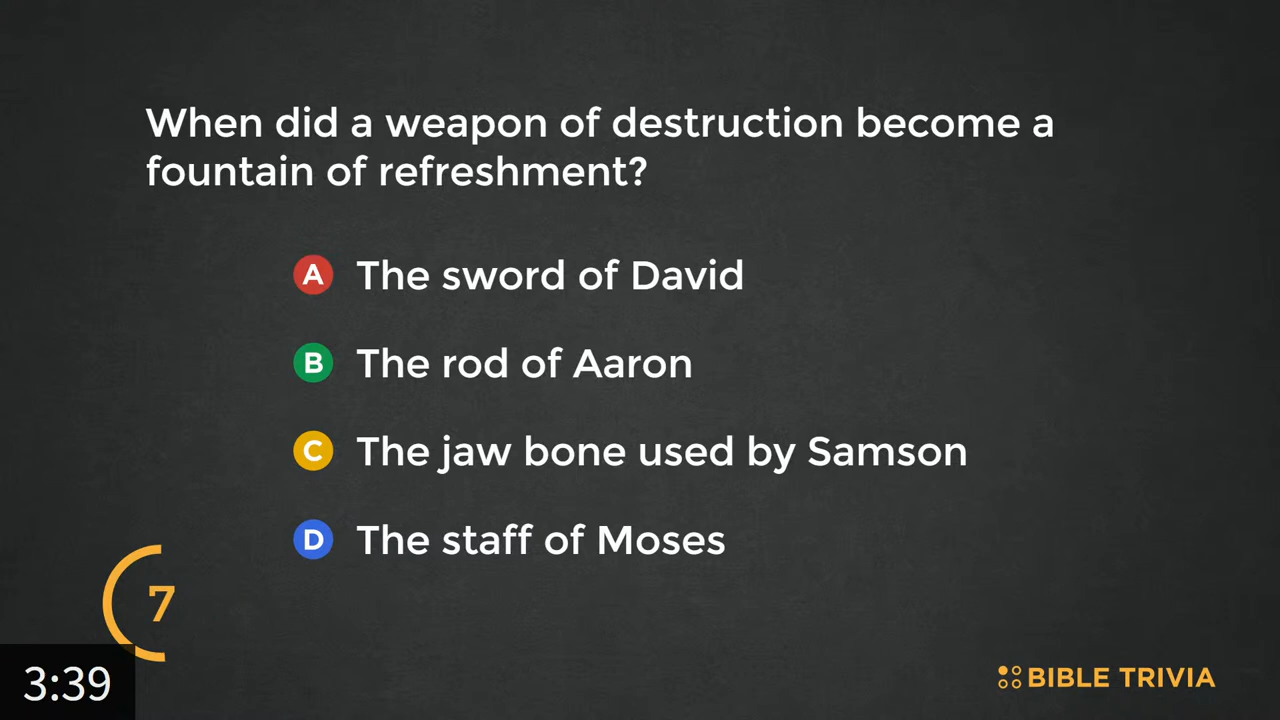 When did a weapon of destruction become a
fountain of refreshment?
A The sword of David
B The rod of Aaron
C The jaw bone used by Samson
D The staff of Moses
7
3:39
BIBLE TRIVIA